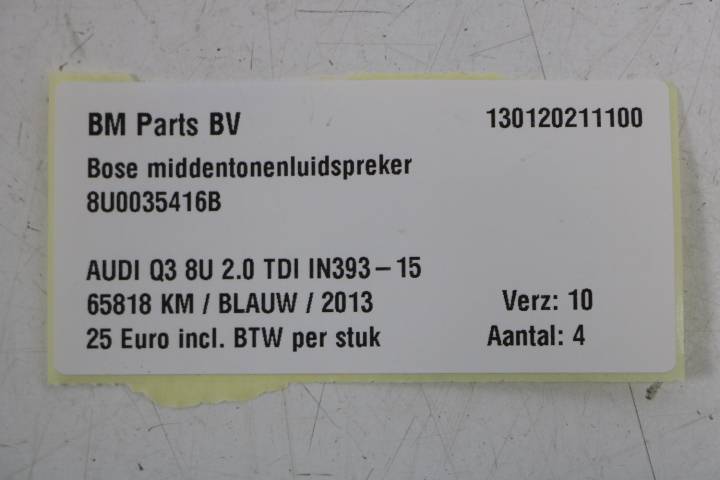 BM Parts BV 130120211100
Bose middentonenluidspreker
8U0035416B
AUDI Q3 8U 2.0 TDI IN393-15
65818 KM / BLAUW / 2013 Verz: 10
25 Euro incl. BTW per stuk Aantal: 4